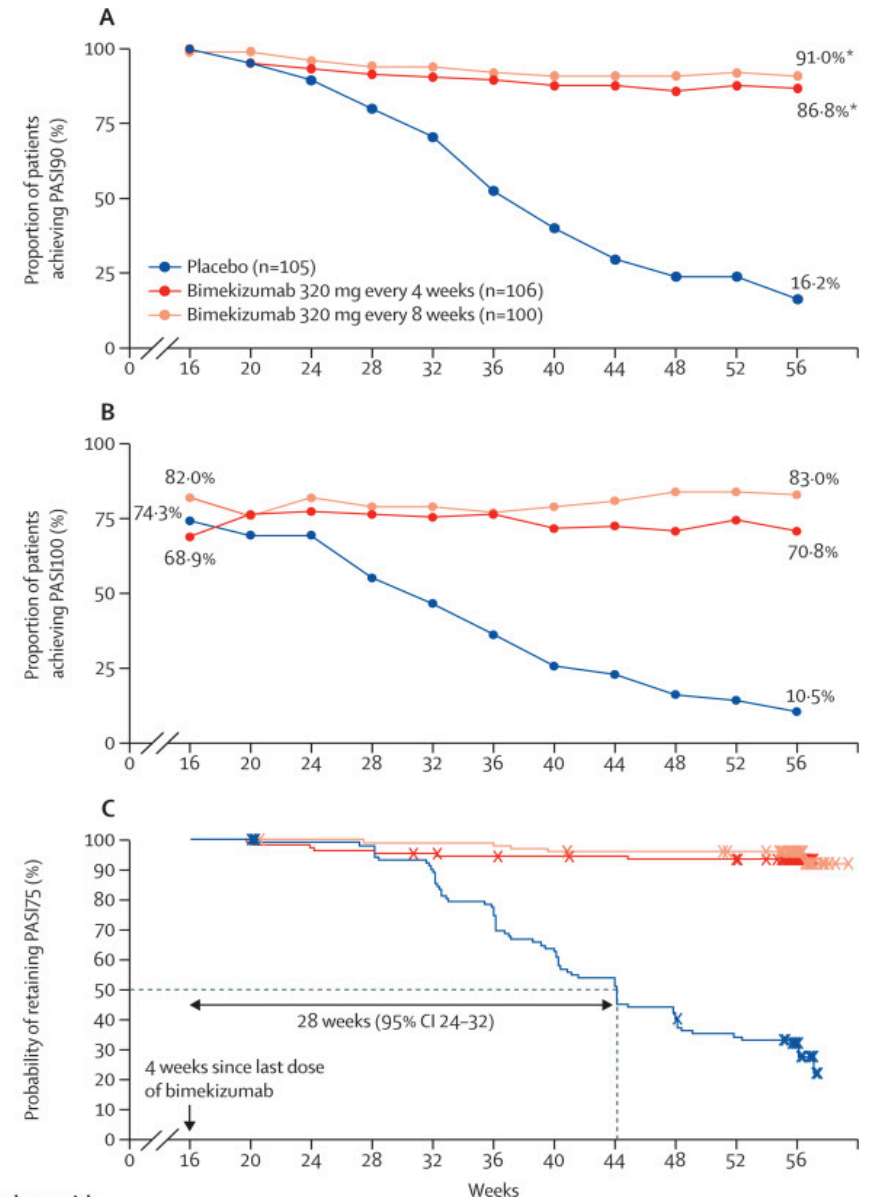 A
Proportion of patients
achieving PASI90 (%)
100
75
50
25
0
91·0%*
86·8%*
16·2%
Placebo (n=105)
Bimekizumab 320 mg every 4 weeks (n=106)
Bimekizumab 320 mg every 8 weeks (n=100)
0 16 20 24 28 32 36 40 44 48 52 56
B
Proportion of patients
achieving PASI100 (%)
100
75
50
25
0
82·0%
74·3%
68·9%
83·0%
70·8%
10·5%
0 16 20 24 28 32 36 40 44 48 52 56
C
Probability of retaining PASI75 (%)
100
90
80
70
60
50
40
30
20
10
0
28 weeks (95% CI 24–32)
4 weeks since last dose
of bimekizumab
0 16 20 24 28 32 36 40 44 48 52 56
Weeks